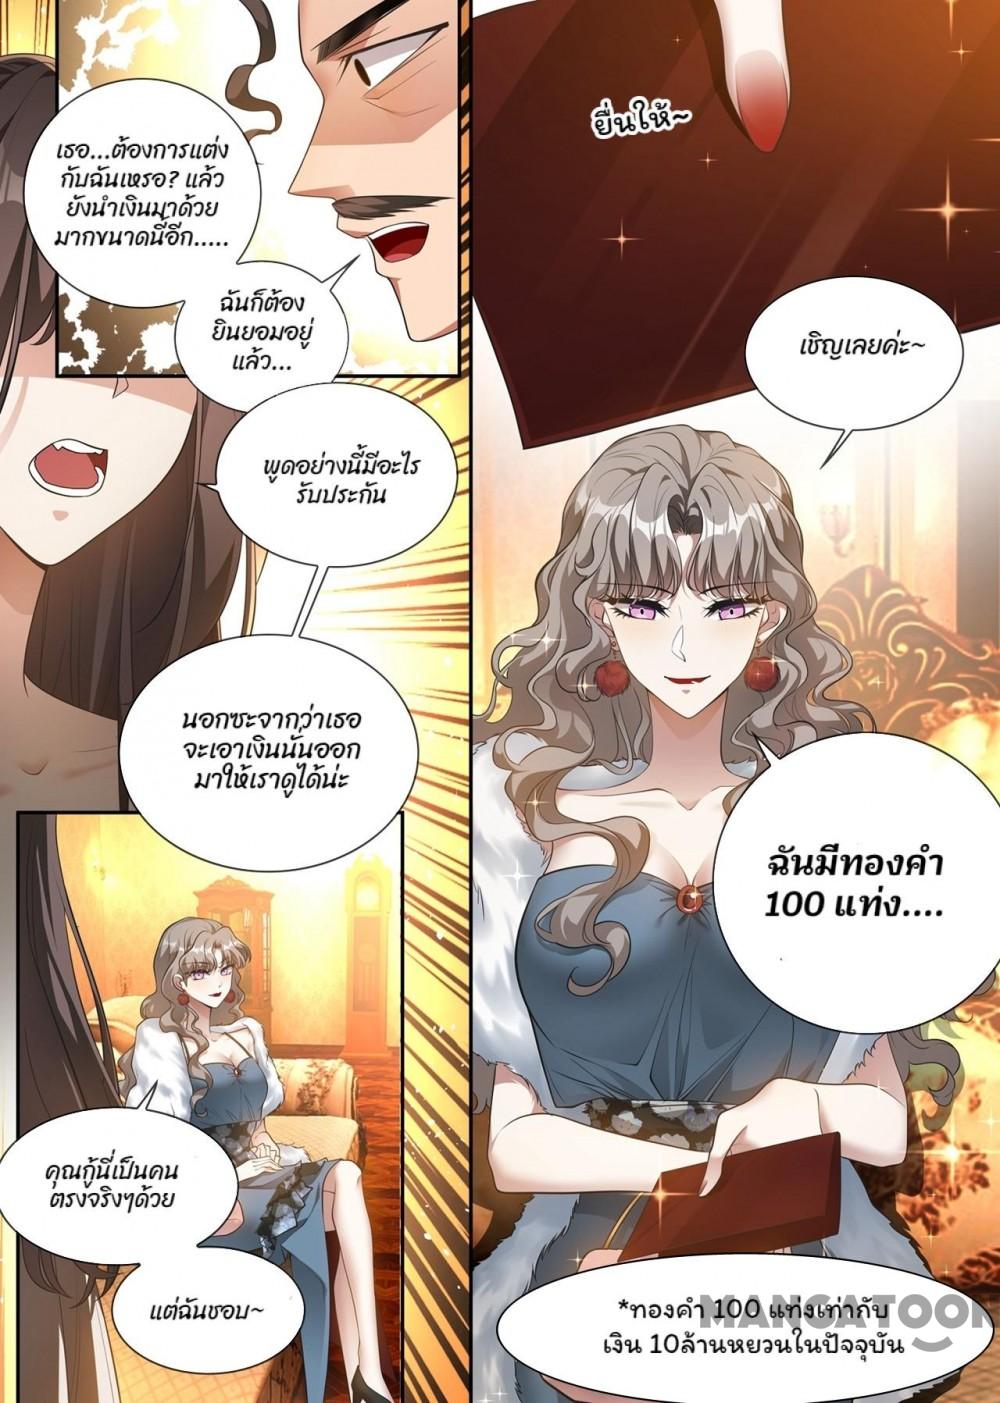 เธอ...ต้องการแต่ง
กับฉันเหรอ? แล้ว
ยังนำเงินมาด้วย
มากขนาดนี้อีก.....
ฉันก็ต้อง
ยินยอมอยู่
แล้ว...
พูดอย่างนี้มีอะไร
รับประกัน
นอกซะจากว่าเธอ
จะเอาเงินนั่นออก
มาให้เราดูได้น่ะ
คุณกู้นี่เป็นคน
ตรงจริงๆด้วย
แต่ฉันชอบ~
ยื่นให้~
เชิญเลยค่ะ~
ฉันมีทองคำ
100 แท่ง....
*ทองคำ 100 แท่งเท่ากับ
เงิน 10ล้านหยวนในปัจจุบัน
MANGATOON